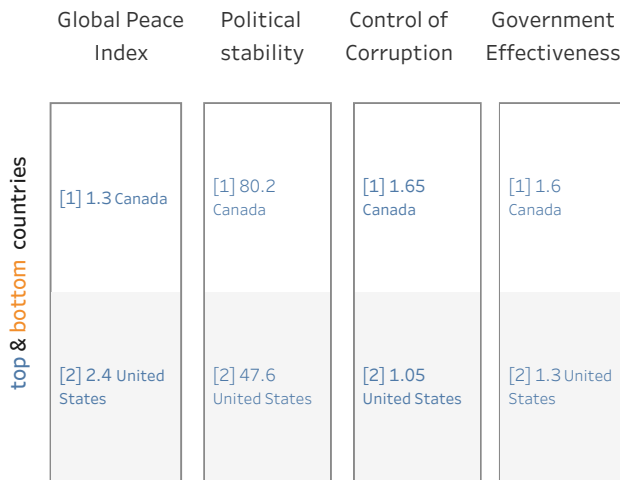 Global Peace
Index
Political
stability
Control of
Corruption
Government
Effectiveness
top & bottom countries
[1] 1.3 Canada
[1] 80.2
Canada
[1] 1.65
Canada
[1] 1.6
Canada
[2] 2.4 United
States
[2] 47.6
United States
[2] 1.05
United States
[2] 1.3 United
States